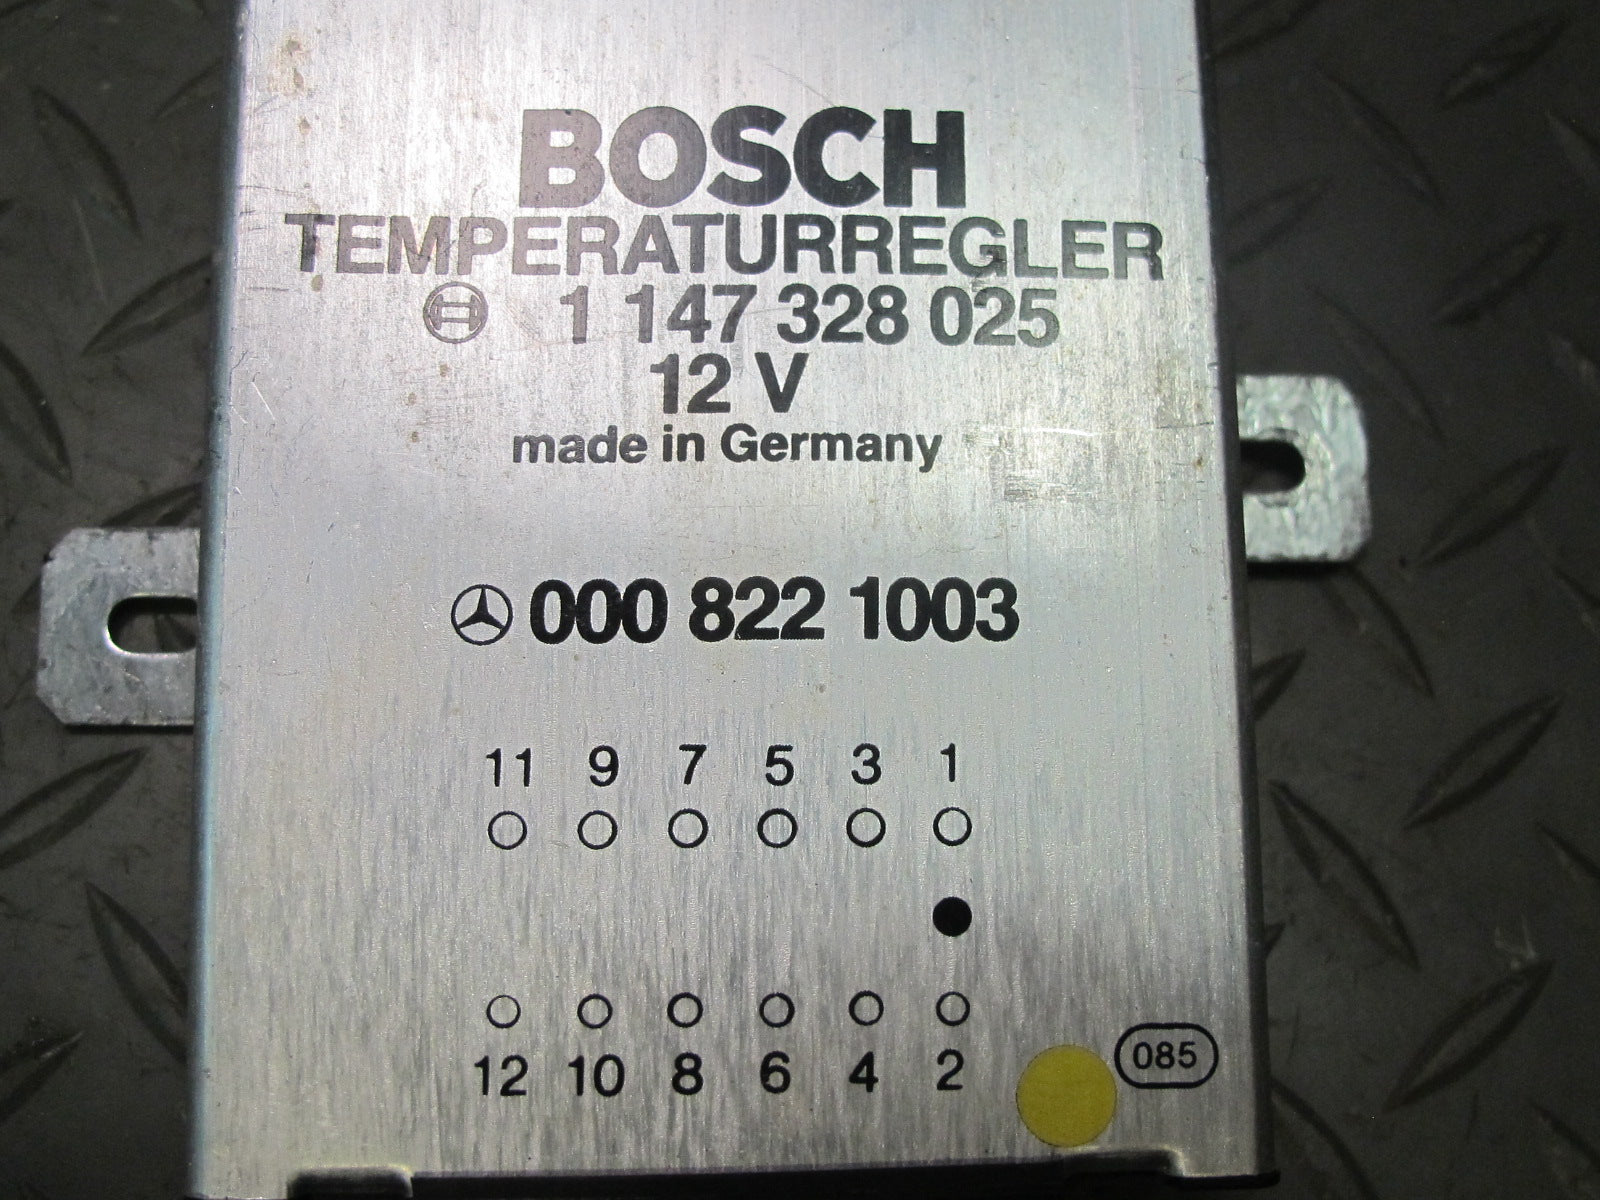 BOSCH
TEMPERATURREGLER
1 147 328 025
12 V
made in Germany
000 822 1003
11 9 7 5 3 1
12 10 8 6 4 2
085